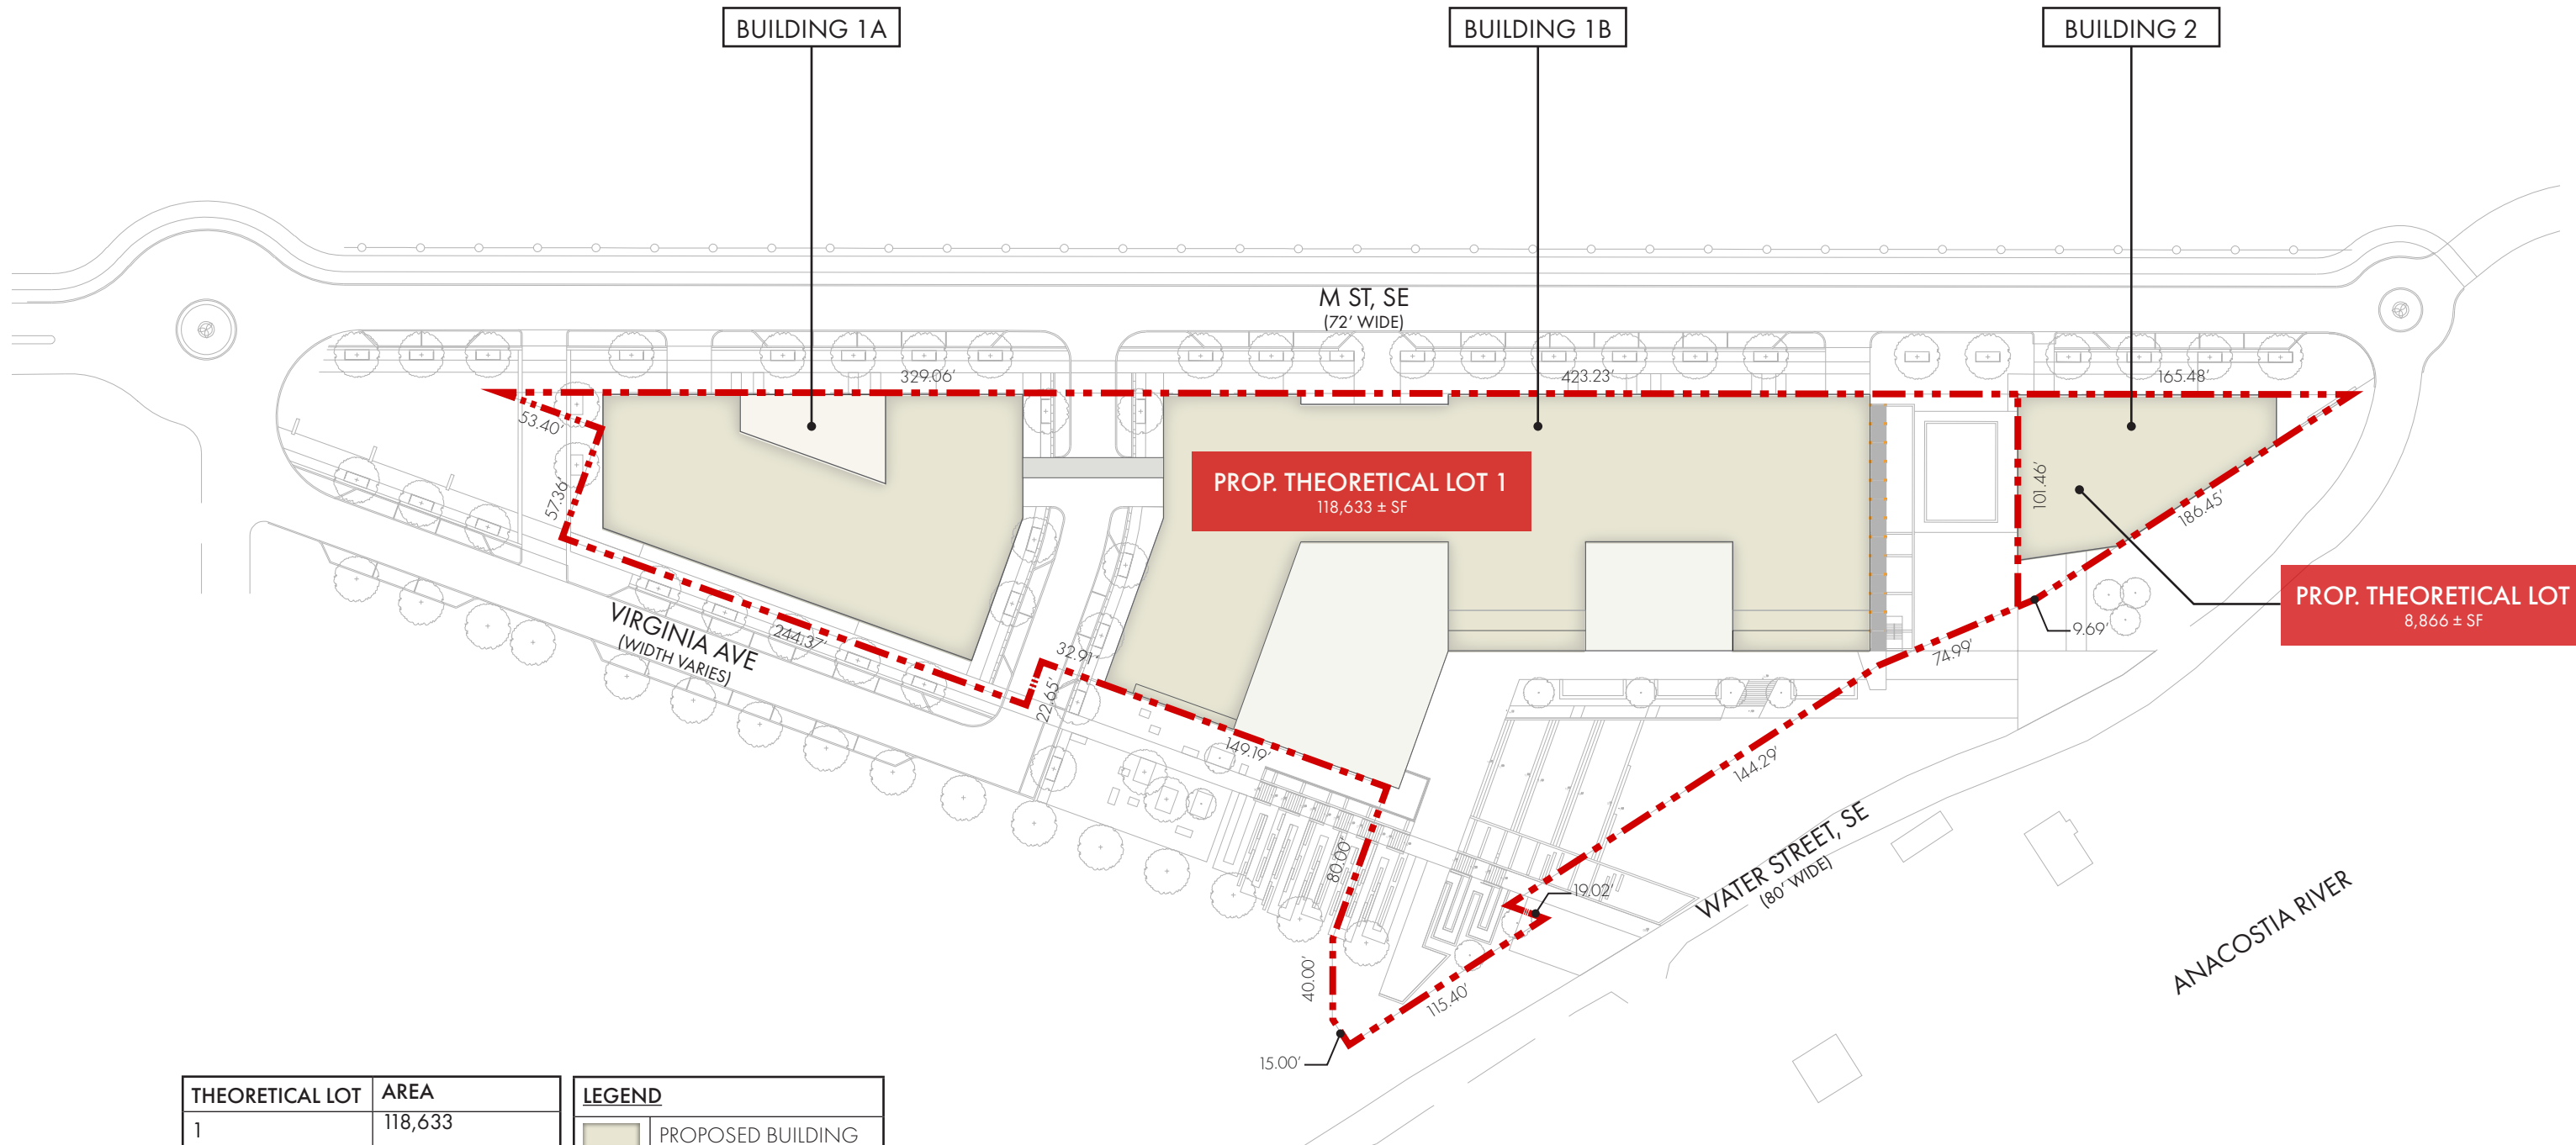 BUILDING 1A
BUILDING 1B
BUILDING 2
M ST, SE
(72' WIDE)
329.06'
423.23'
165.48'
53.40'
57.36'
101.46'
186.45'
PROP. THEORETICAL LOT 1
118,633 ± SF
PROP. THEORETICAL LOT
8,866 ± SF
VIRGINIA AVE
(WIDTH VARIES)
244.37'
32.91'
22.65'
149.19'
9.69'
74.99'
144.29'
80.00'
19.02'
WATER STREET, SE
(80' WIDE)
ANACOSTIA RIVER
40.00'
115.40'
15.00'
THEORETICAL LOT
AREA
1
118,633
LEGEND
PROPOSED BUILDING